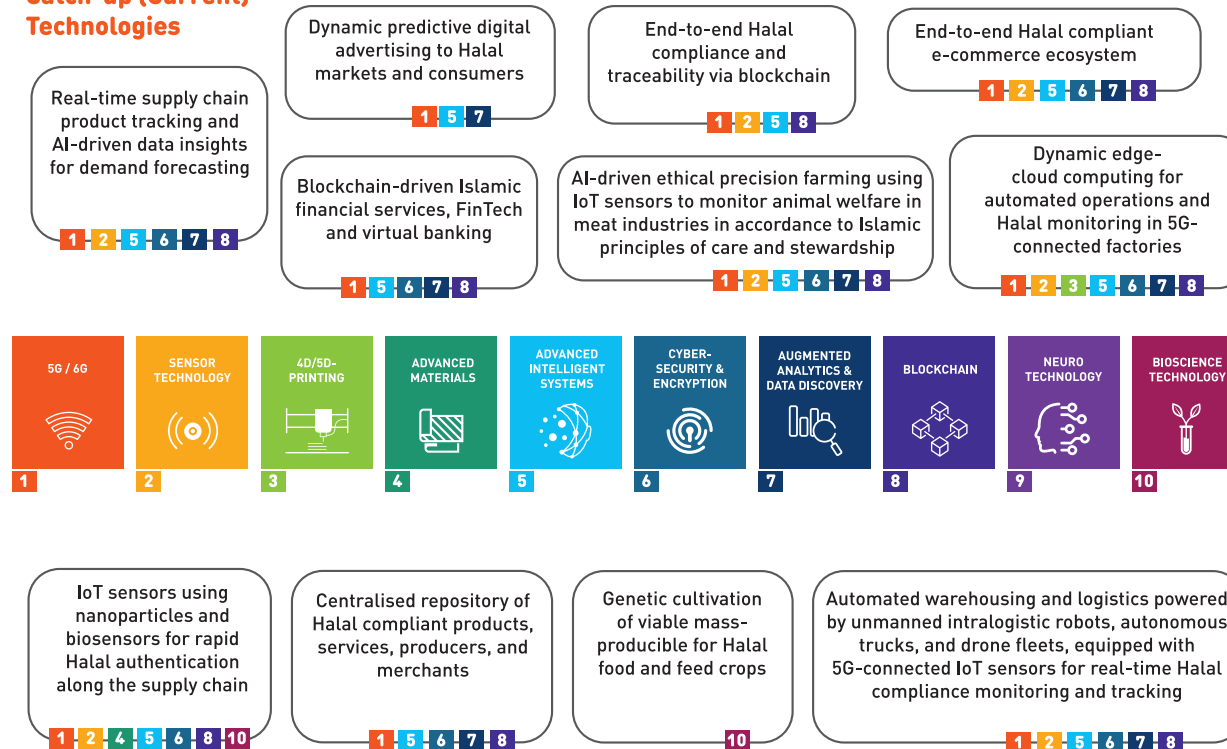 Catch-up (Current)
Technologies
Dynamic predictive digital
advertising to Halal
markets and consumers
1 5 7
End-to-end Halal
compliance and
traceability via blockchain
1 2 5 8
End-to-end Halal compliant
e-commerce ecosystem
1 2 5 6 7 8
Real-time supply chain
product tracking and
AI-driven data insights
for demand forecasting
1 2 5 6 7 8
Blockchain-driven Islamic
financial services, FinTech
and virtual banking
1 5 6 7 8
AI-driven ethical precision farming using
IoT sensors to monitor animal welfare in
meat industries in accordance to Islamic
principles of care and stewardship
1 2 5 6 7 8
Dynamic edge-
cloud computing for
automated operations and
Halal monitoring in 5G-
connected factories
1 2 3 5 6 7 8
5G / 6G
1
SENSOR
TECHNOLOGY
2
4D/5D-
PRINTING
3
ADVANCED
MATERIALS
4
ADVANCED
INTELLIGENT
SYSTEMS
5
CYBER-
SECURITY &
ENCRYPTION
6
AUGMENTED
ANALYTICS &
DATA DISCOVERY
7
BLOCKCHAIN
8
NEURO
TECHNOLOGY
9
BIOSCIENCE
TECHNOLOGY
10
IoT sensors using
nanoparticles and
biosensors for rapid
Halal authentication
along the supply chain
1 2 4 5 6 8 10
Centralised repository of
Halal compliant products,
services, producers, and
merchants
1 5 6 7 8
Genetic cultivation
of viable mass-
producible for Halal
food and feed crops
10
Automated warehousing and logistics powered
by unmanned intralogistic robots, autonomous
trucks, and drone fleets, equipped with
5G-connected IoT sensors for real-time Halal
compliance monitoring and tracking
1 2 5 6 7 8